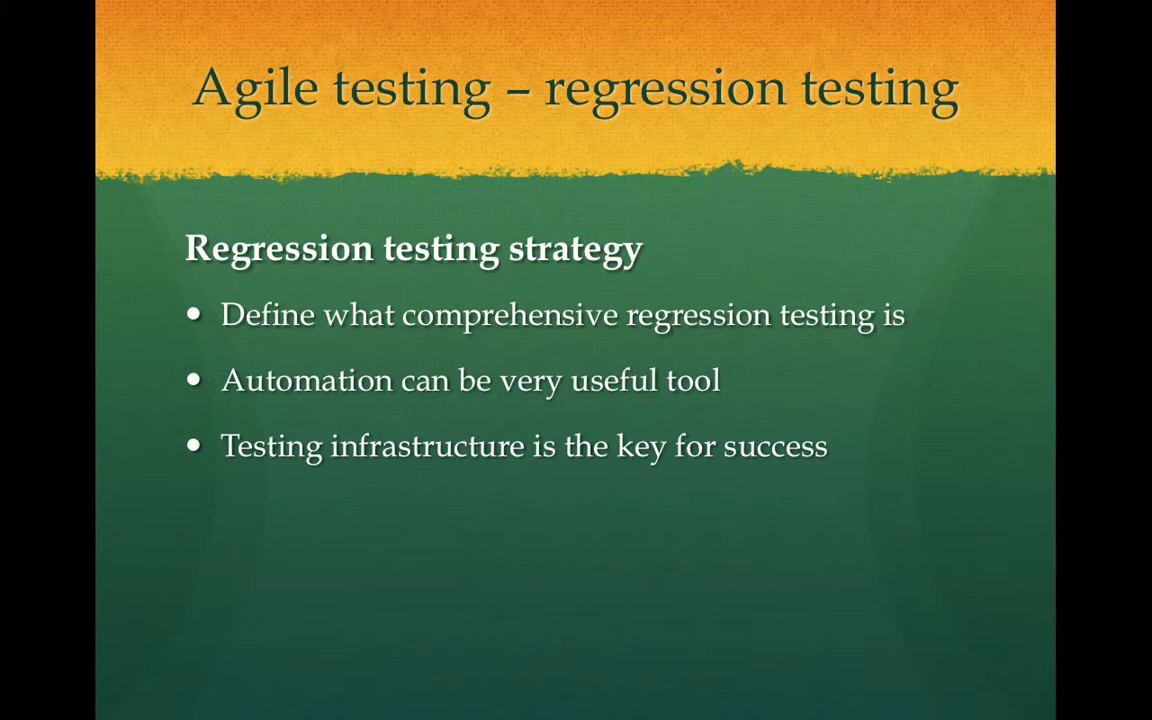 Agile testing – regression testing
Regression testing strategy
• Define what comprehensive regression testing is
• Automation can be very useful tool
• Testing infrastructure is the key for success